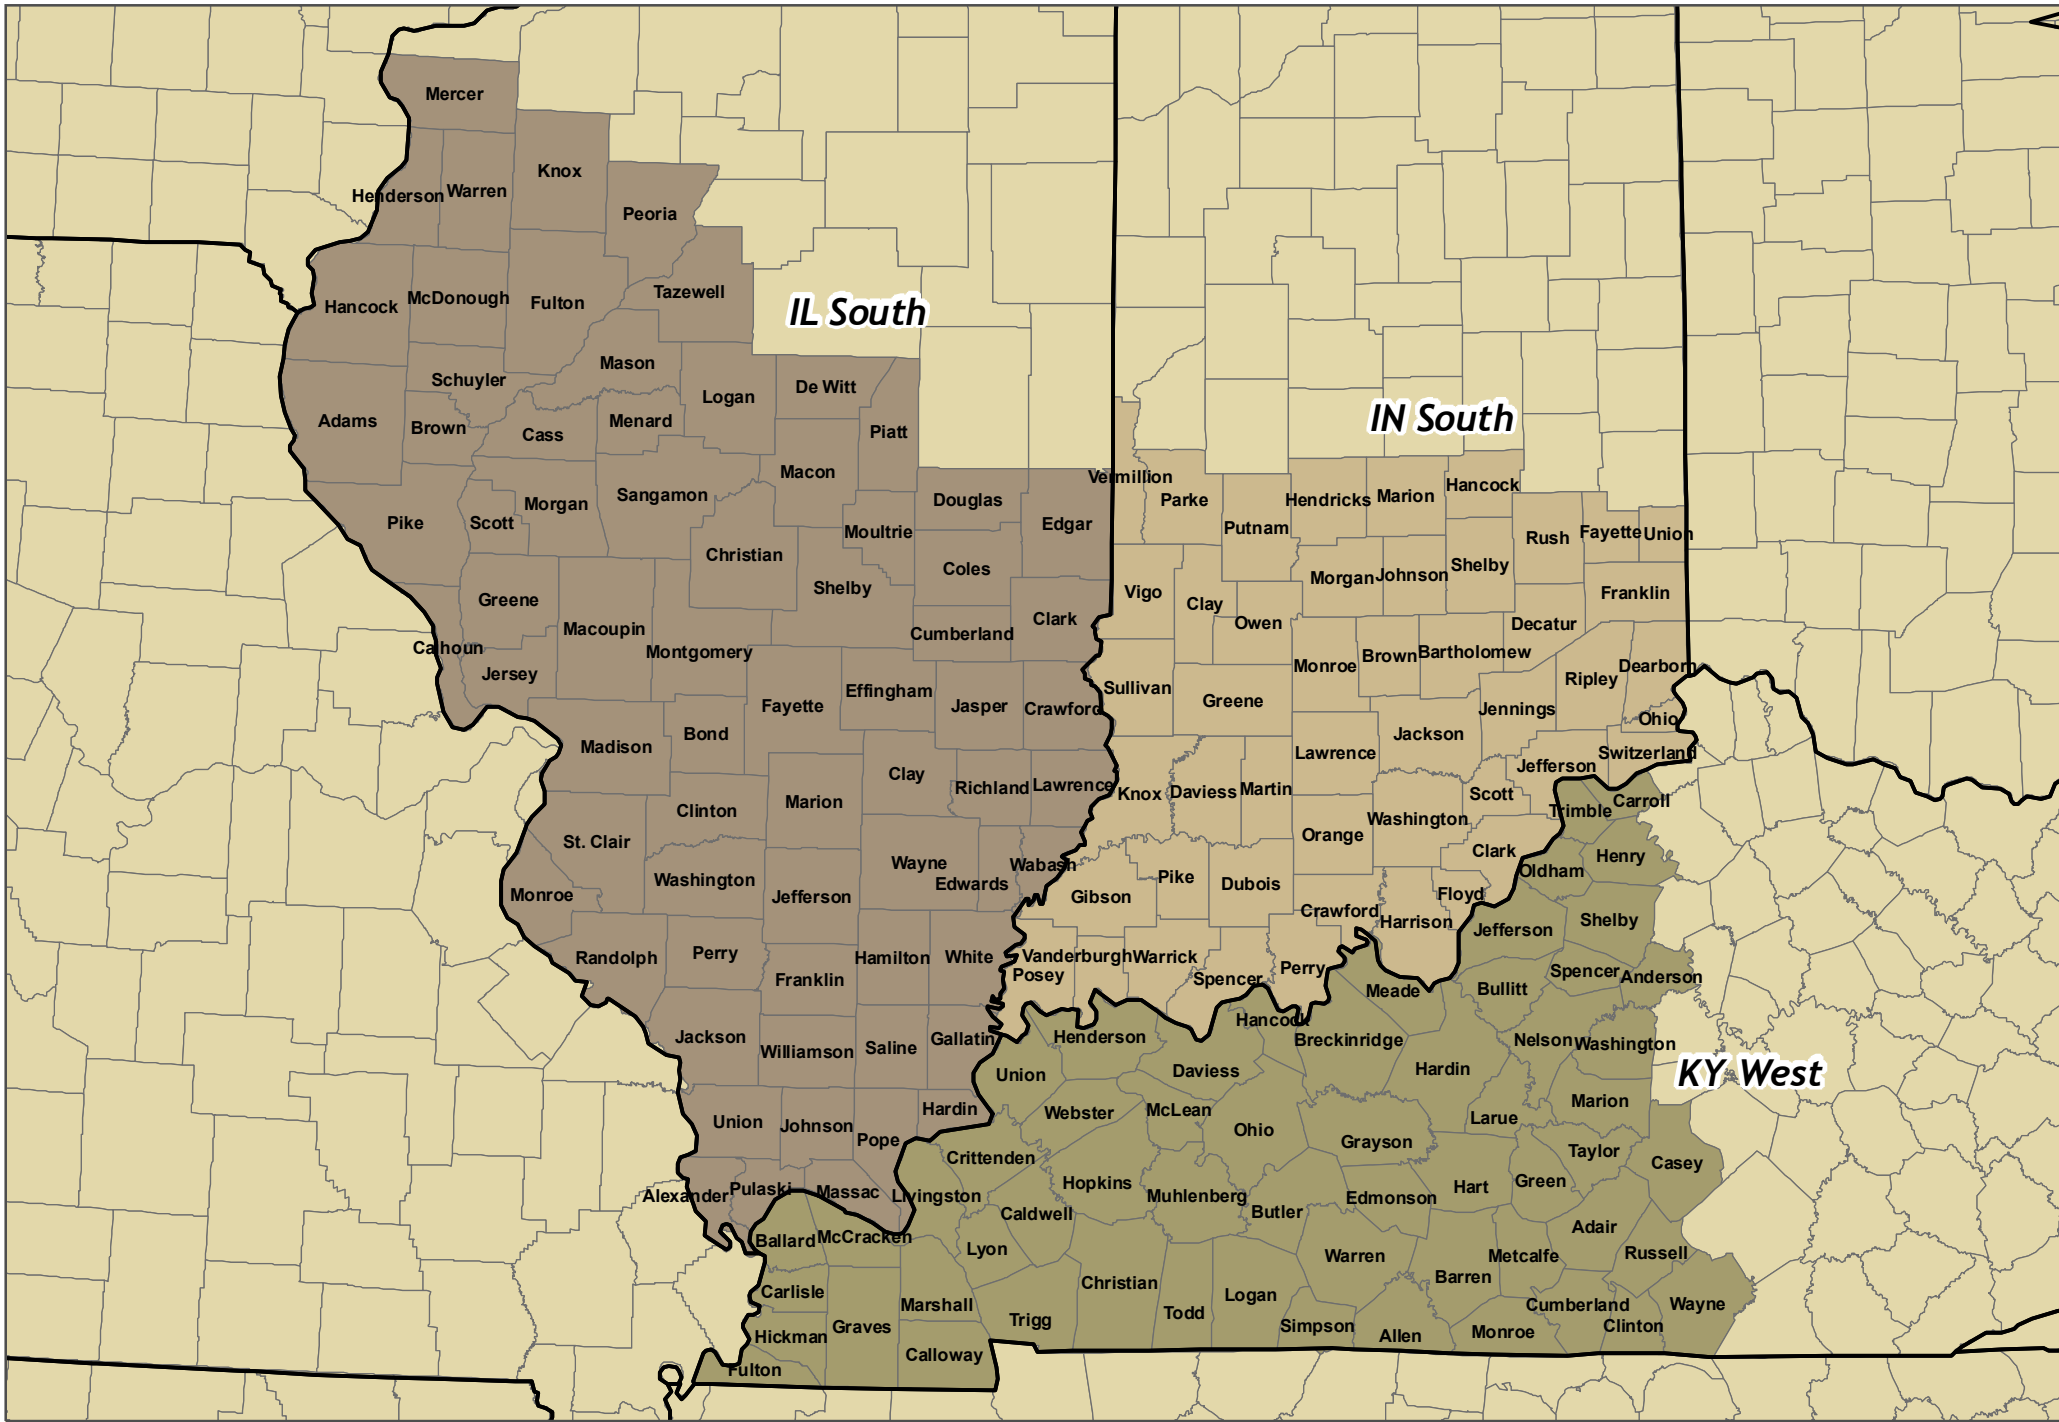 Mercer
Knox
Henderson
Warren
Peoria
Hancock
McDonough
Fulton
Tazewell
IL South
Mason
Schuyler
Logan
De Witt
Adams
Brown
Cass
Menard
Piatt
Macon
Pike
Scott
Morgan
Sangamon
Douglas
Edgar
Moultrie
Christian
Shelby
Coles
Greene
Macoupin
Montgomery
Cumberland
Clark
Calhoun
Jersey
Fayette
Effingham
Jasper
Crawford
Madison
Bond
Clay
Richland
Lawrence
Marion
Clinton
St. Clair
Wayne
Edwards
Wabash
Washington
Jefferson
Monroe
Randolph
Perry
Franklin
Hamilton
White
Jackson
Williamson
Saline
Gallatin
Union
Johnson
Pope
Hardin
Alexander
Pulaski
Massac
IN South
Vermillion
Parke
Hendricks
Marion
Hancock
Putnam
Rush
Fayette
Union
Vigo
Clay
Owen
Morgan
Johnson
Shelby
Franklin
Decatur
Monroe
Brown
Bartholomew
Ripley
Dearborn
Sullivan
Greene
Jennings
Ohio
Lawrence
Jackson
Jefferson
Switzerland
Knox
Daviess
Martin
Scott
Orange
Washington
Clark
Gibson
Pike
Dubois
Crawford
Floyd
Harrison
Vanderburgh
Warrick
Posey
Spencer
Perry
KY West
Trimble
Carroll
Oldham
Henry
Jefferson
Shelby
Spencer
Anderson
Bullitt
Meade
Hancock
Henderson
Breckinridge
Nelson
Washington
Union
Daviess
Hardin
Webster
McLean
Ohio
Grayson
Larue
Marion
Crittenden
Hopkins
Muhlenberg
Taylor
Casey
Livingston
Caldwell
Butler
Edmonson
Hart
Green
Ballard
McCracken
Lyon
Warren
Adair
Metcalfe
Russell
Barren
Carlisle
Christian
Logan
Todd
Marshall
Trigg
Simpson
Allen
Monroe
Cumberland
Clinton
Wayne
Hickman
Graves
Calloway
Fulton